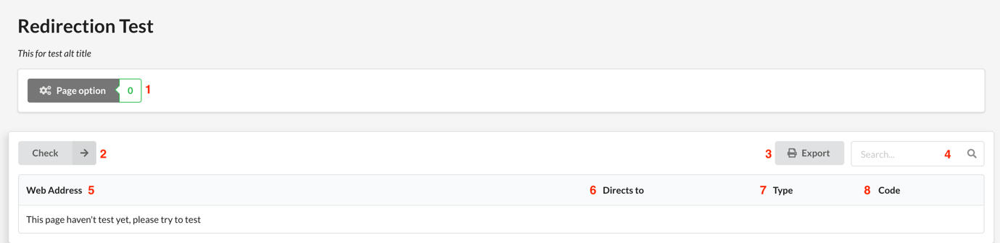 Redirection Test
This for test alt title
Page option 0 1
Check 2 3 Export Search... 4
Web Address 5 6 Directs to 7 Type 8 Code
This page haven't test yet, please try to test